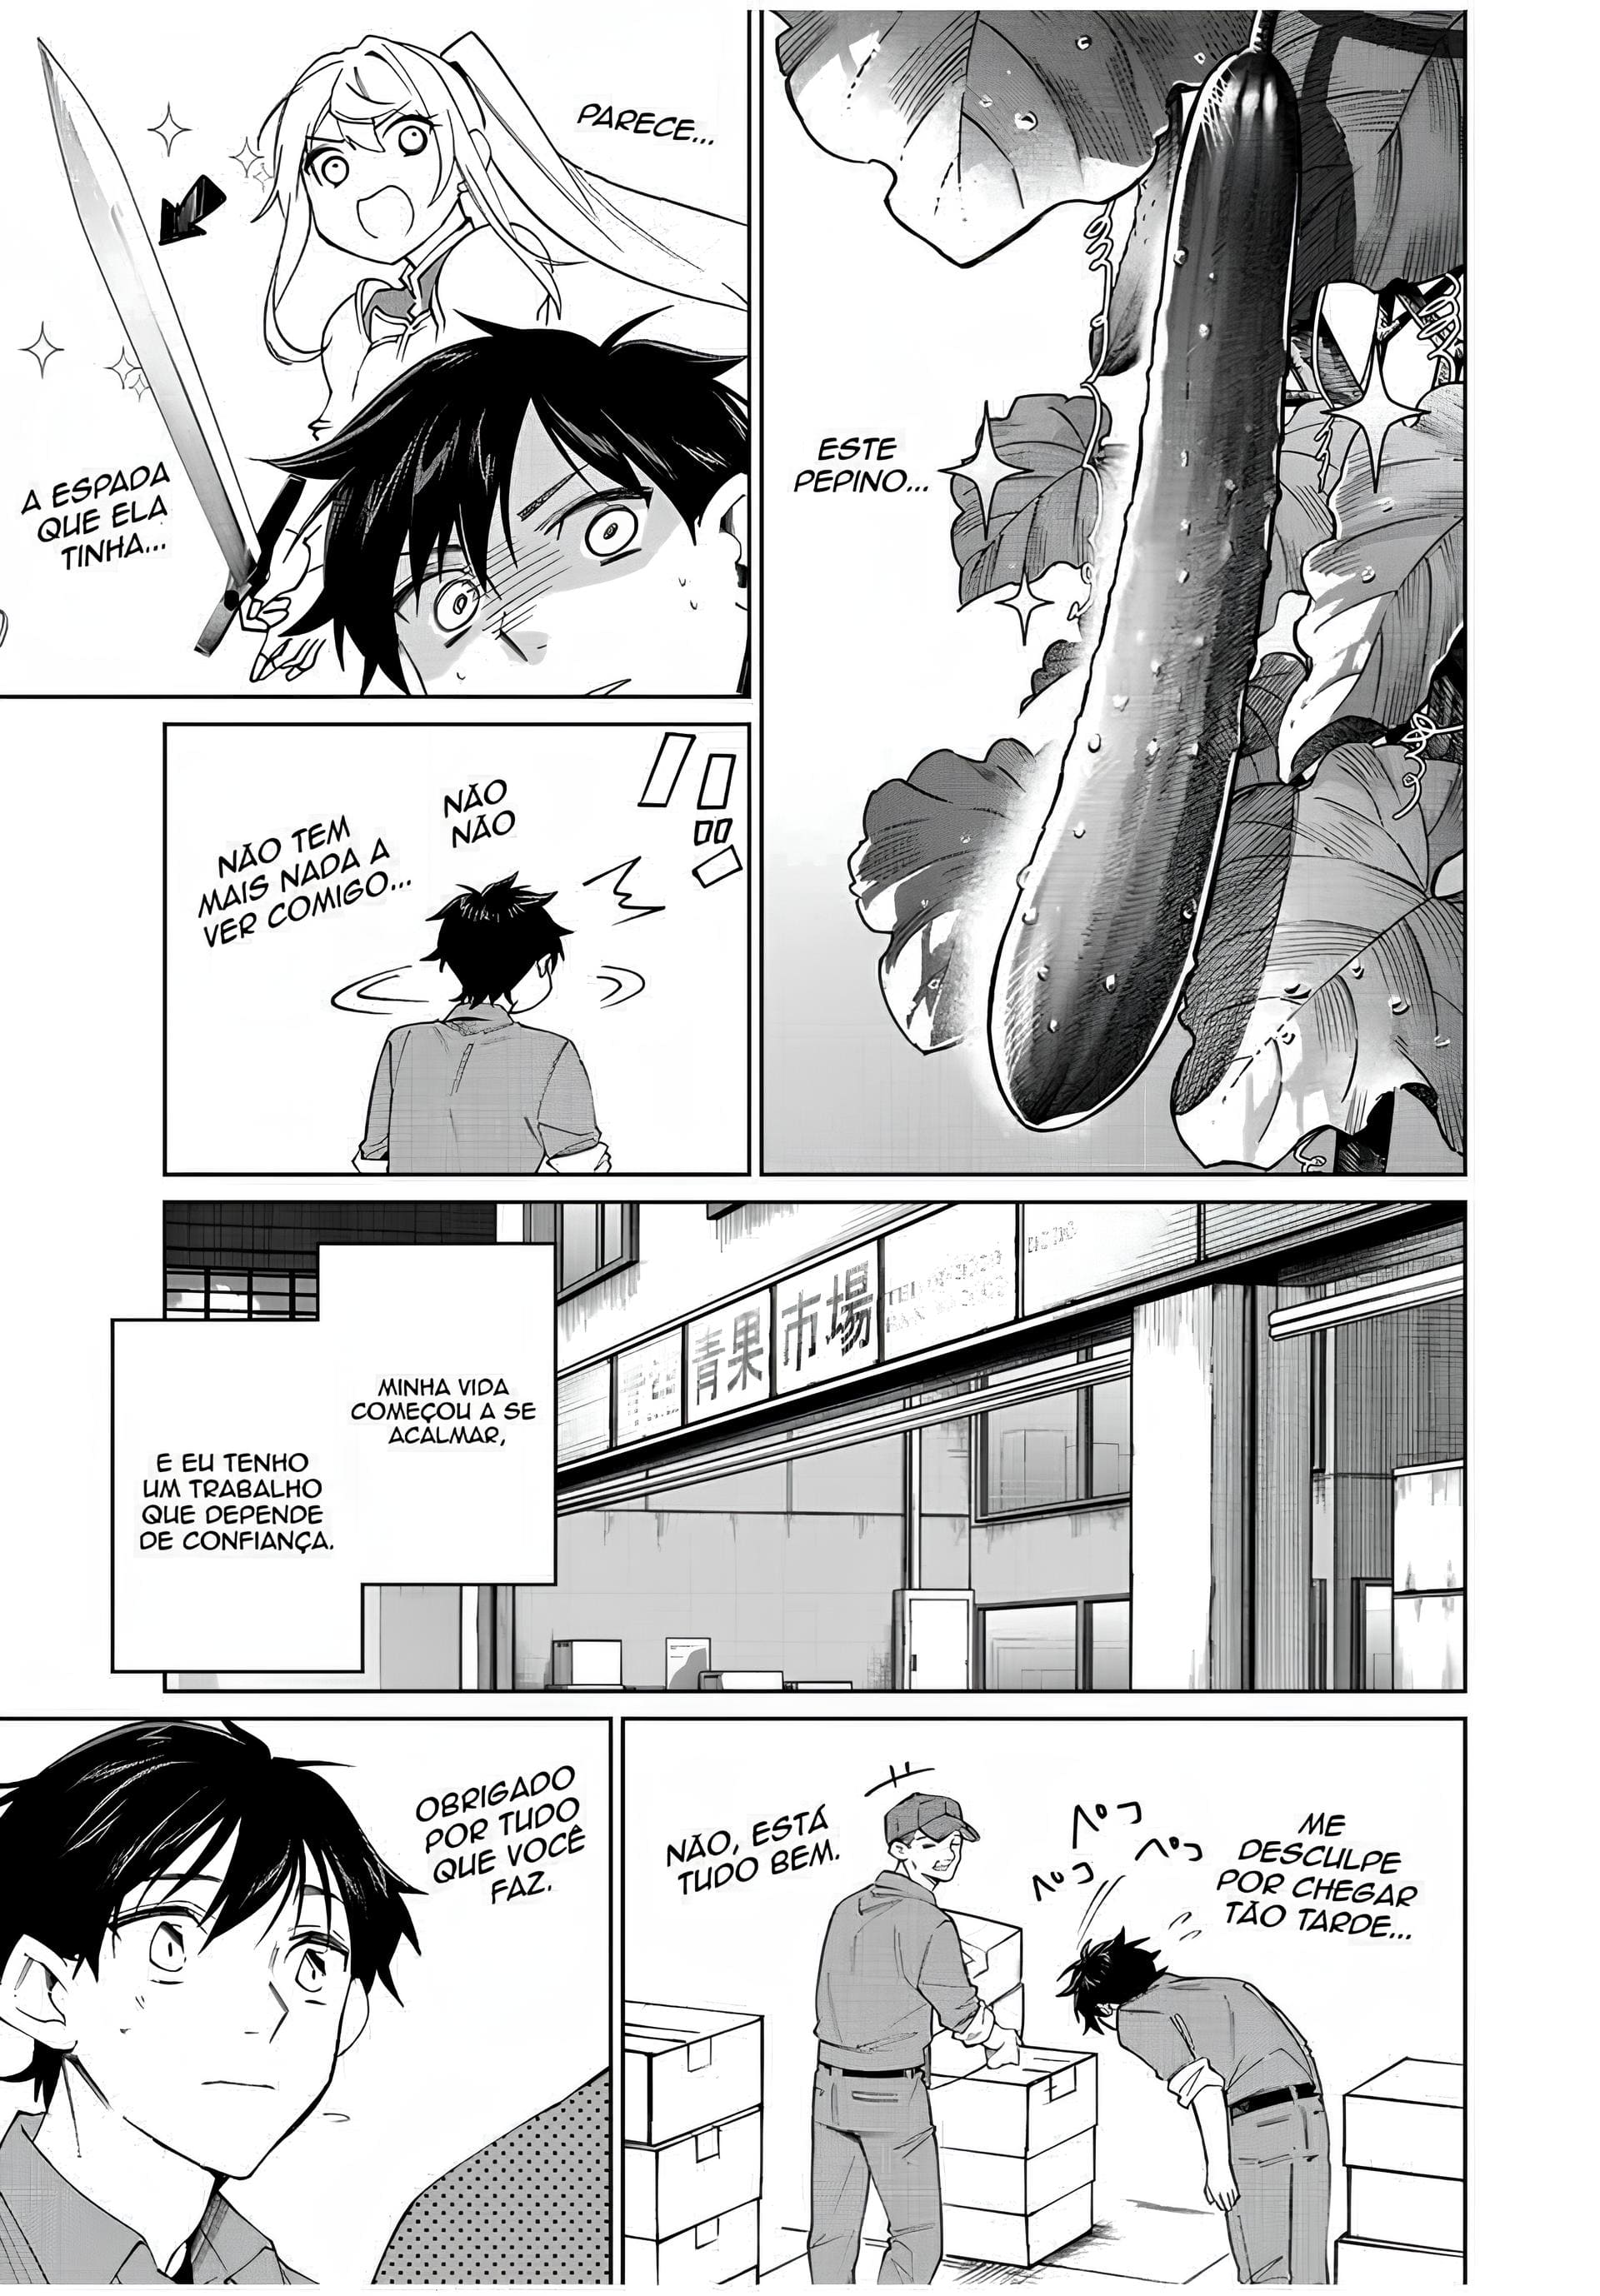 ESTE
PEPINO...
PARECE...
A ESPADA
QUE ELA
TINHA...
NÃO
NÃO
NÃO TEM
MAIS NADA A
VER COMIGO...
青果市場
MINHA VIDA
COMEÇOU A SE
ACALMAR,
E EU TENHO
UM TRABALHO
QUE DEPENDE
DE CONFIANÇA.
ME
DESCULPE
POR CHEGAR
TÃO TARDE...
ペコ
ペコ
ペコ
NÃO, ESTÁ
TUDO BEM.
OBRIGADO
POR TUDO
QUE VOCÊ
FAZ.